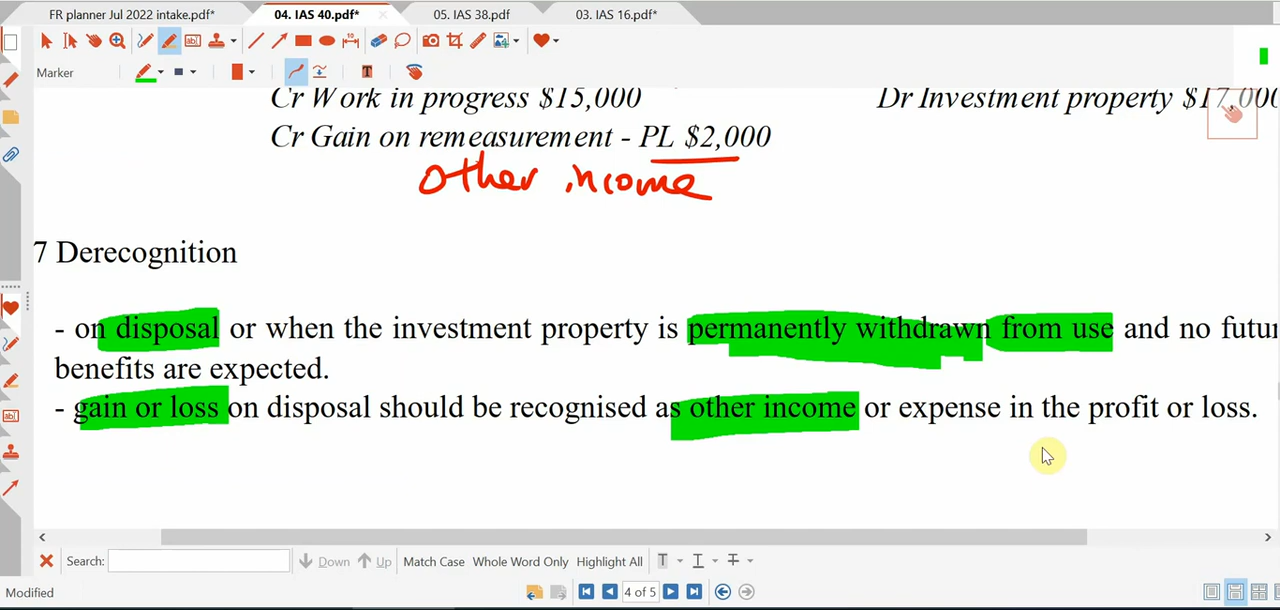 FR planner Jul 2022 intake.pdf*
04. IAS 40.pdf*
05. IAS 38.pdf
03. IAS 16.pdf*
Marker
Cr Work in progress $15,000
Dr Investment property $17,000
Cr Gain on remeasurement - PL $2,000
Other income
7 Derecognition
- on disposal or when the investment property is permanently withdrawn from use and no futur
benefits are expected.
- gain or loss on disposal should be recognised as other income or expense in the profit or loss.
Search:
Down
Up
Match Case
Whole Word Only
Highlight All
Modified
4 of 5